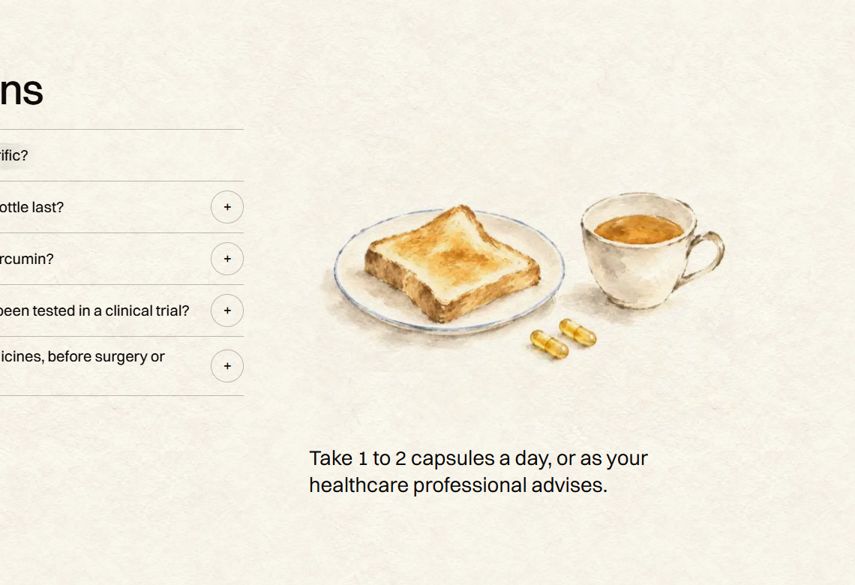 ns
rific?
ottle last?
+
rcumin?
+
been tested in a clinical trial?
+
icines, before surgery or
+
Take 1 to 2 capsules a day, or as your
healthcare professional advises.